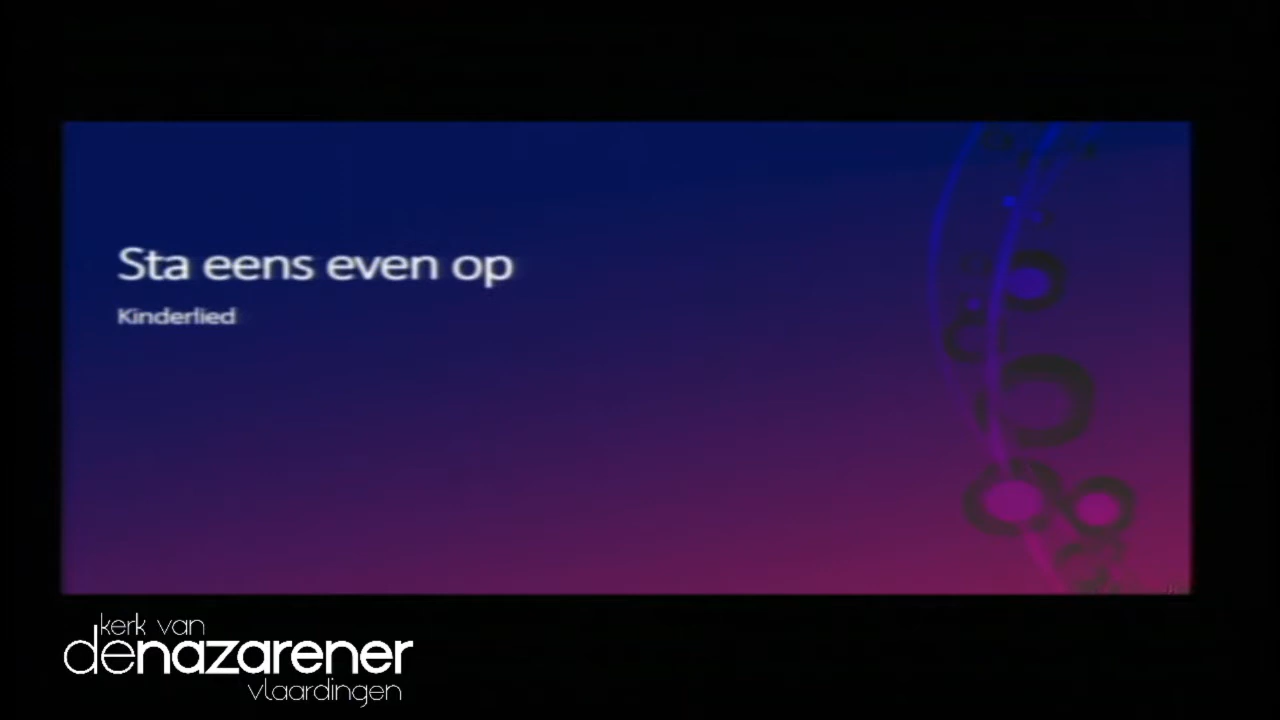 Sta eens even op
Kinderlied
kerk van
denazarener
vlaardingen